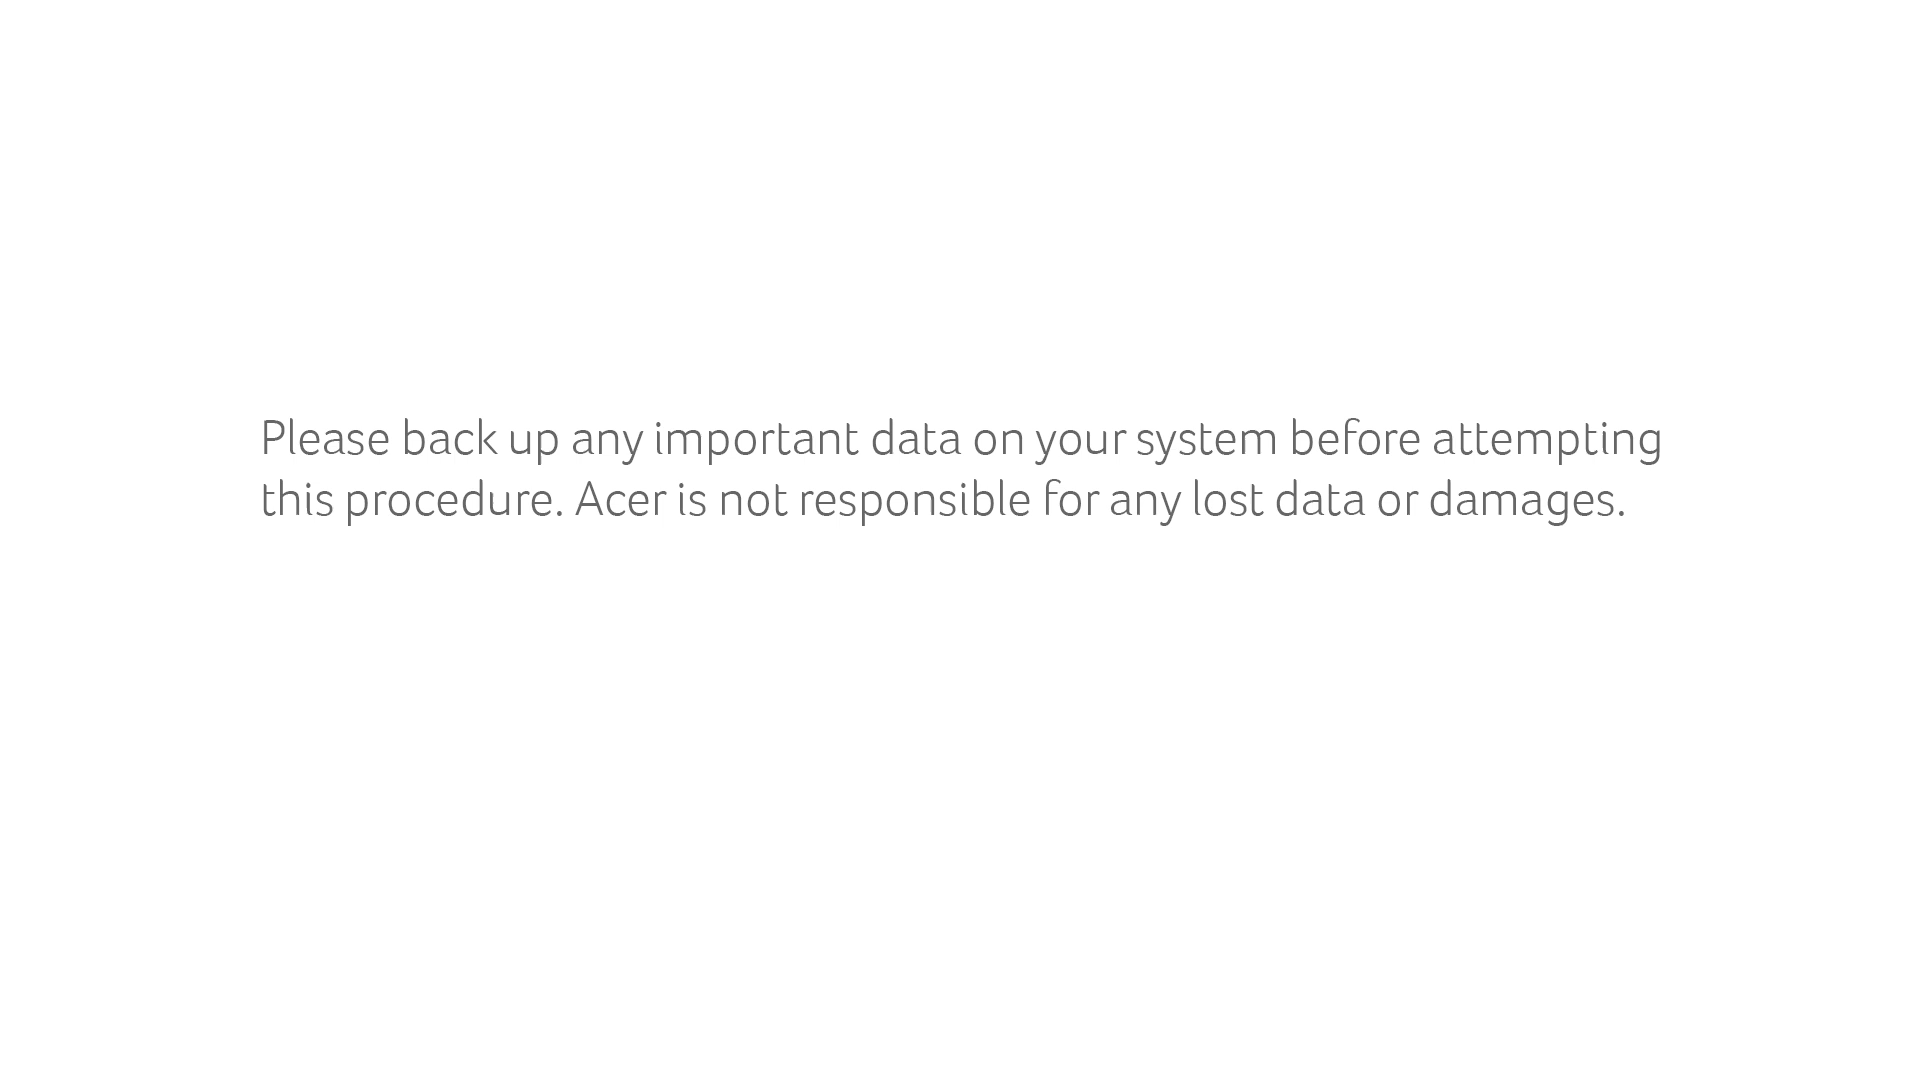 Please back up any important data on your system before attempting
this procedure. Acer is not responsible for any lost data or damages.